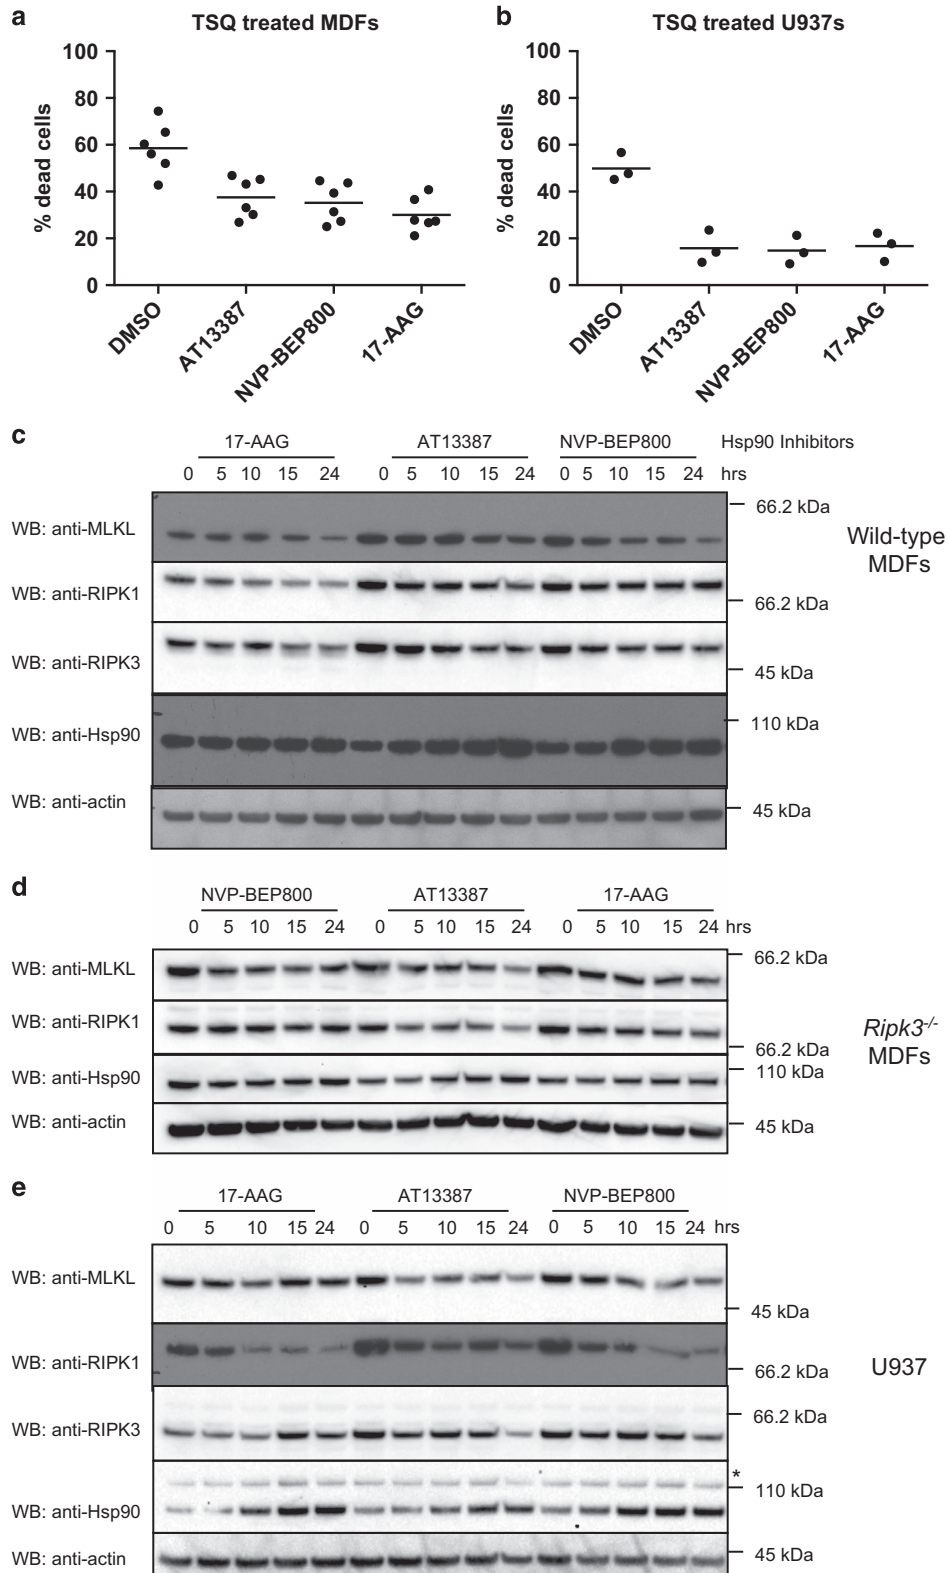 a
TSQ treated MDFs
100
80
60
40
20
0
% dead cells
DMSO
AT13387
NVP-BEP800
17-AAG
b
TSQ treated U937s
100
80
60
40
20
0
% dead cells
DMSO
AT13387
NVP-BEP800
17-AAG
c
17-AAG AT13387 NVP-BEP800 Hsp90 Inhibitors
0 5 10 15 24 0 5 10 15 24 0 5 10 15 24 hrs
66.2 kDa
WB: anti-MLKL
Wild-type
MDFs
WB: anti-RIPK1
66.2 kDa
WB: anti-RIPK3
45 kDa
110 kDa
WB: anti-Hsp90
WB: anti-actin
45 kDa
d
NVP-BEP800 AT13387 17-AAG
0 5 10 15 24 0 5 10 15 24 0 5 10 15 24 hrs
66.2 kDa
WB: anti-MLKL
WB: anti-RIPK1
Ripk3-/-
MDFs
66.2 kDa
110 kDa
WB: anti-Hsp90
WB: anti-actin
45 kDa
e
17-AAG AT13387 NVP-BEP800
0 5 10 15 24 0 5 10 15 24 0 5 10 15 24 hrs
WB: anti-MLKL
45 kDa
WB: anti-RIPK1
66.2 kDa
U937
66.2 kDa
WB: anti-RIPK3
*
110 kDa
WB: anti-Hsp90
WB: anti-actin
45 kDa